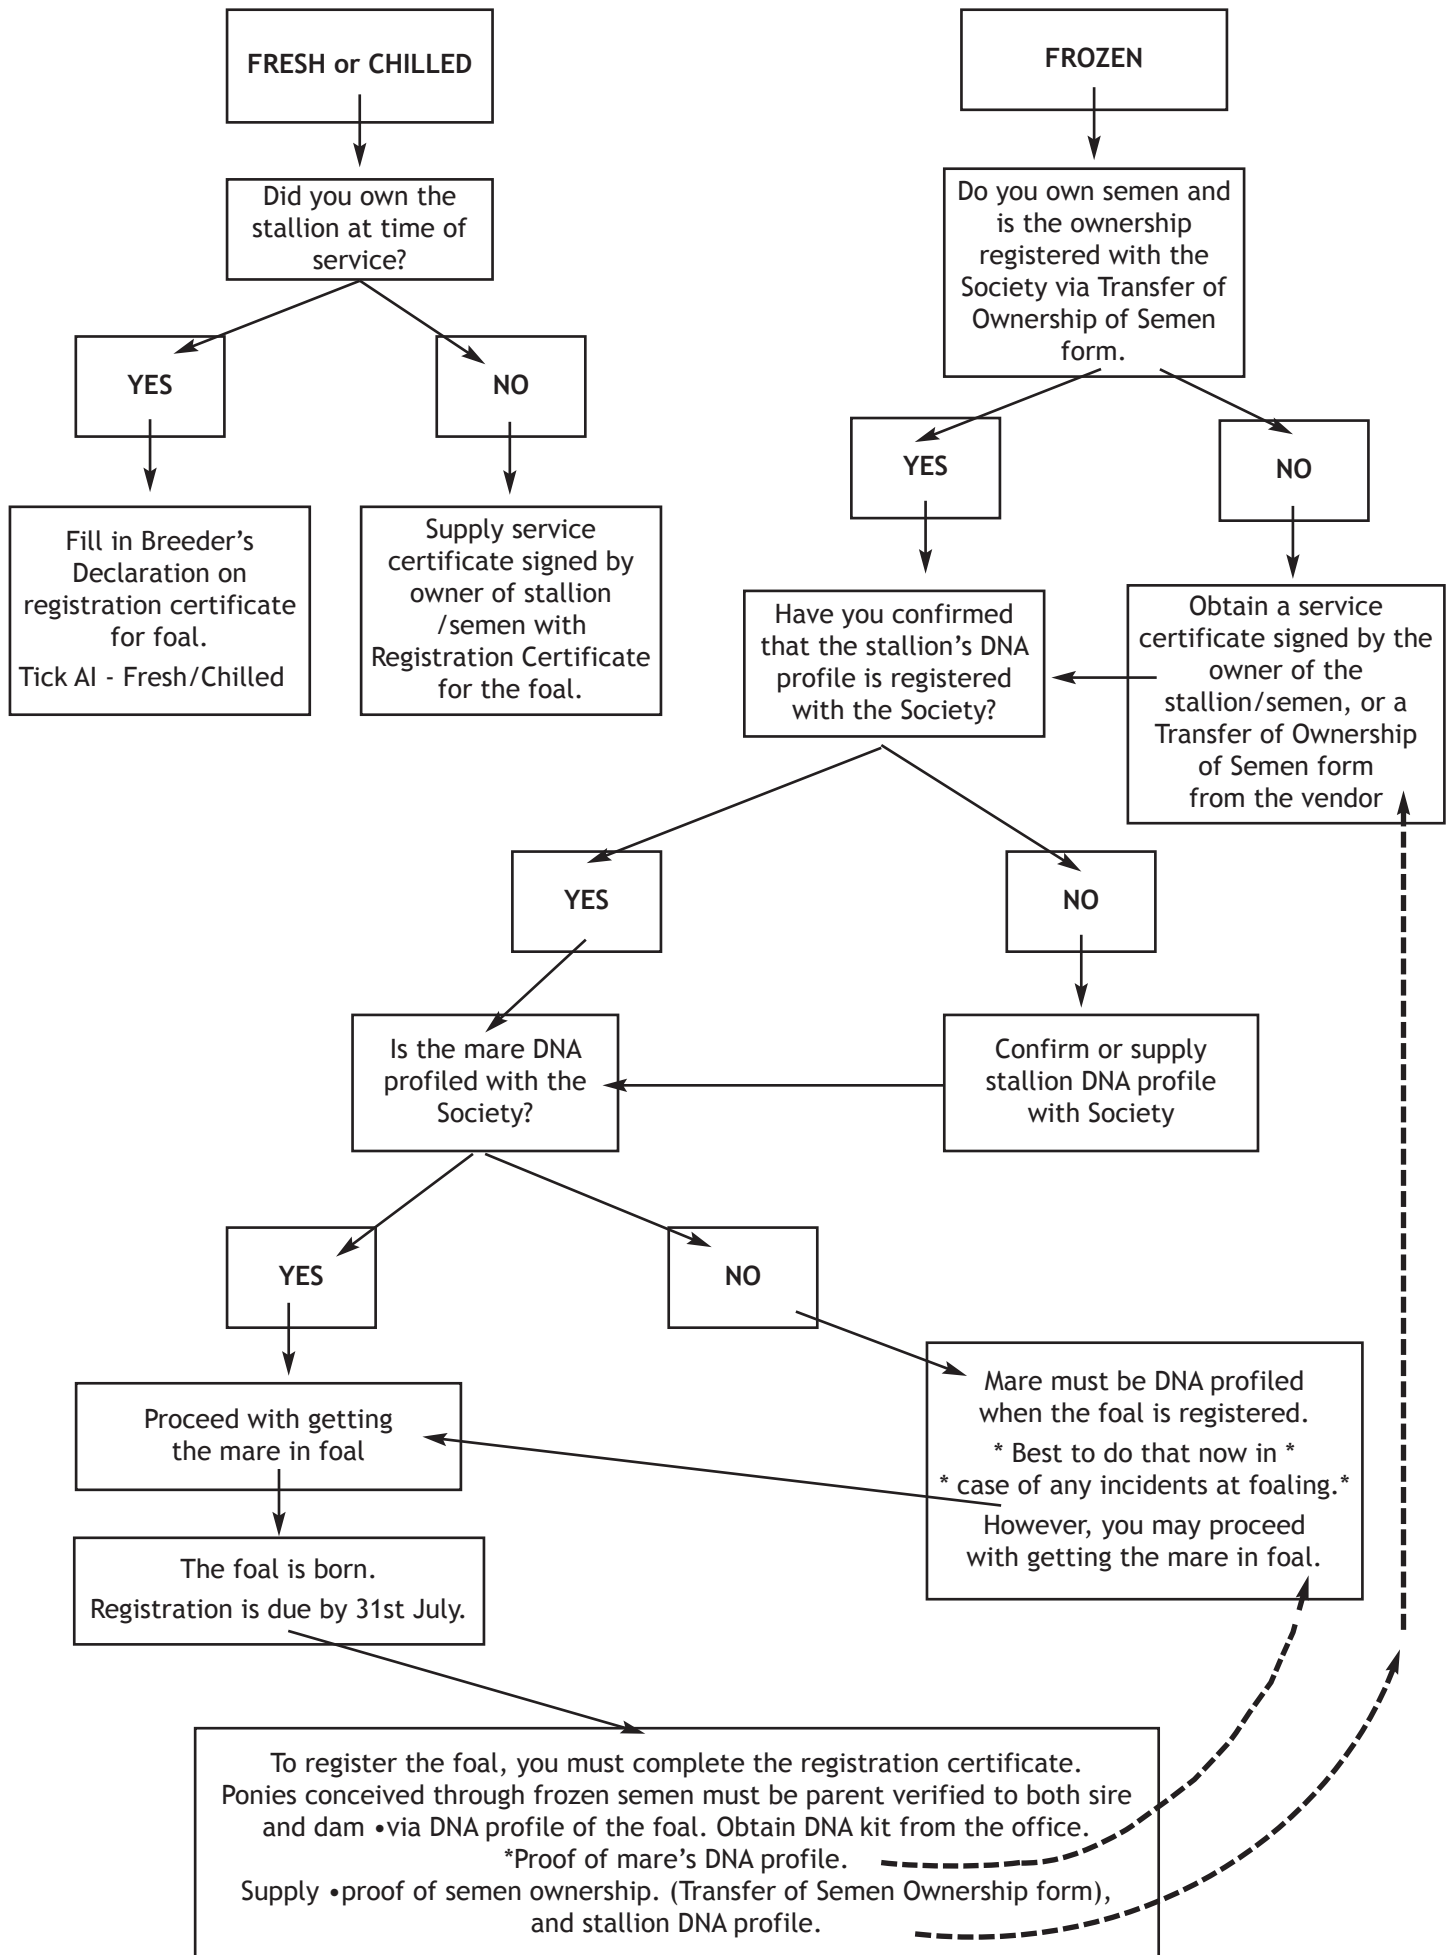 FRESH or CHILLED
Did you own the
stallion at time of
service?
YES
NO
Fill in Breeder’s
Declaration on
registration certificate
for foal.
Tick AI - Fresh/Chilled
Supply service
certificate signed by
owner of stallion
/semen with
Registration Certificate
for the foal.
FROZEN
Do you own semen and
is the ownership
registered with the
Society via Transfer of
Ownership of Semen
form.
YES
NO
Have you confirmed
that the stallion’s DNA
profile is registered
with the Society?
Obtain a service
certificate signed by the
owner of the
stallion/semen, or a
Transfer of Ownership
of Semen form
from the vendor
YES
NO
Is the mare DNA
profiled with the
Society?
Confirm or supply
stallion DNA profile
with Society
YES
NO
Proceed with getting
the mare in foal
Mare must be DNA profiled
when the foal is registered.
* Best to do that now in *
* case of any incidents at foaling.*
However, you may proceed
with getting the mare in foal.
The foal is born.
Registration is due by 31st July.
To register the foal, you must complete the registration certificate.
Ponies conceived through frozen semen must be parent verified to both sire
and dam •via DNA profile of the foal. Obtain DNA kit from the office.
*Proof of mare’s DNA profile.
Supply •proof of semen ownership. (Transfer of Semen Ownership form),
and stallion DNA profile.